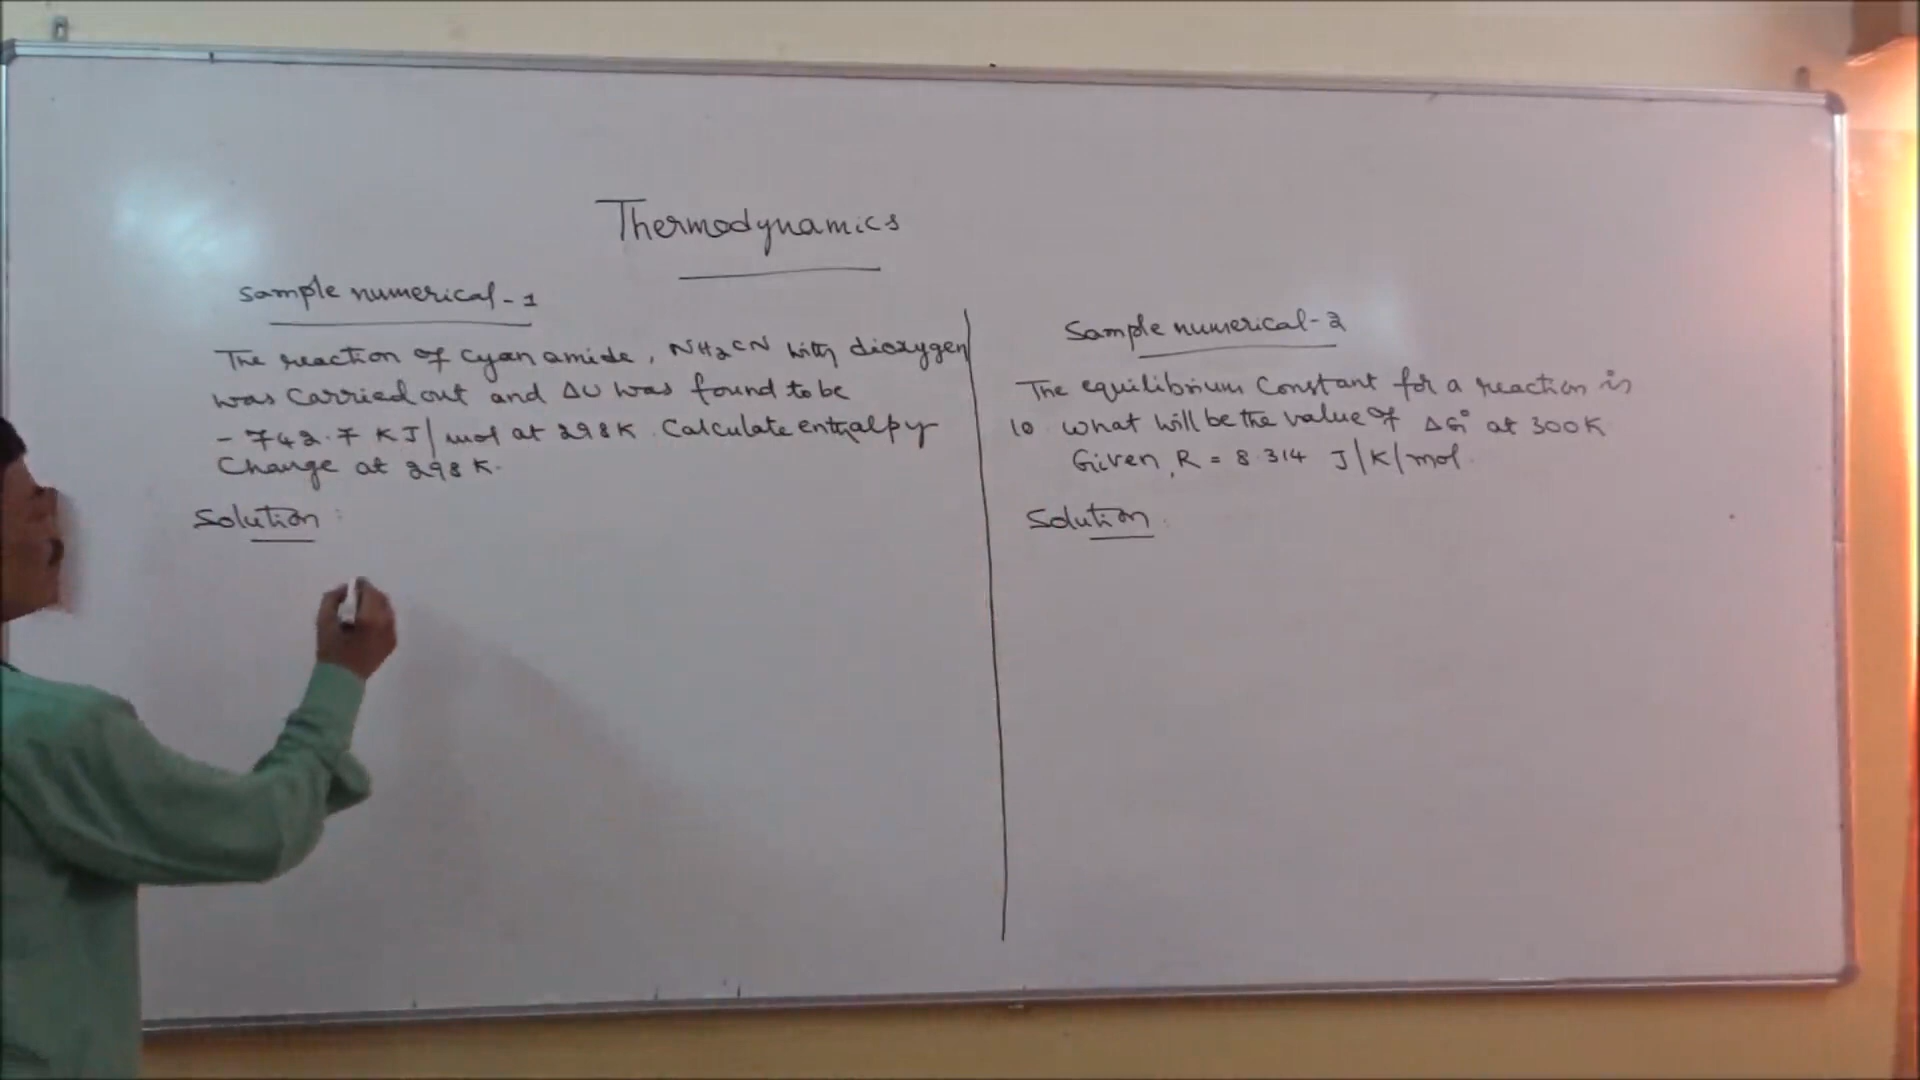 Thermodynamics
Sample numerical-1
The reaction of cyanamide, NH2CN with dioxygen
was carried out and ΔU was found to be
-742.7 KJ/mol at 298K. Calculate enthalpy
Change at 298 K.
Solution:
Sample numerical-2
The equilibrium Constant for a reaction is
10 what will be the value of ΔG° at 300K
Given, R = 8.314 J/K/mol.
Solution: